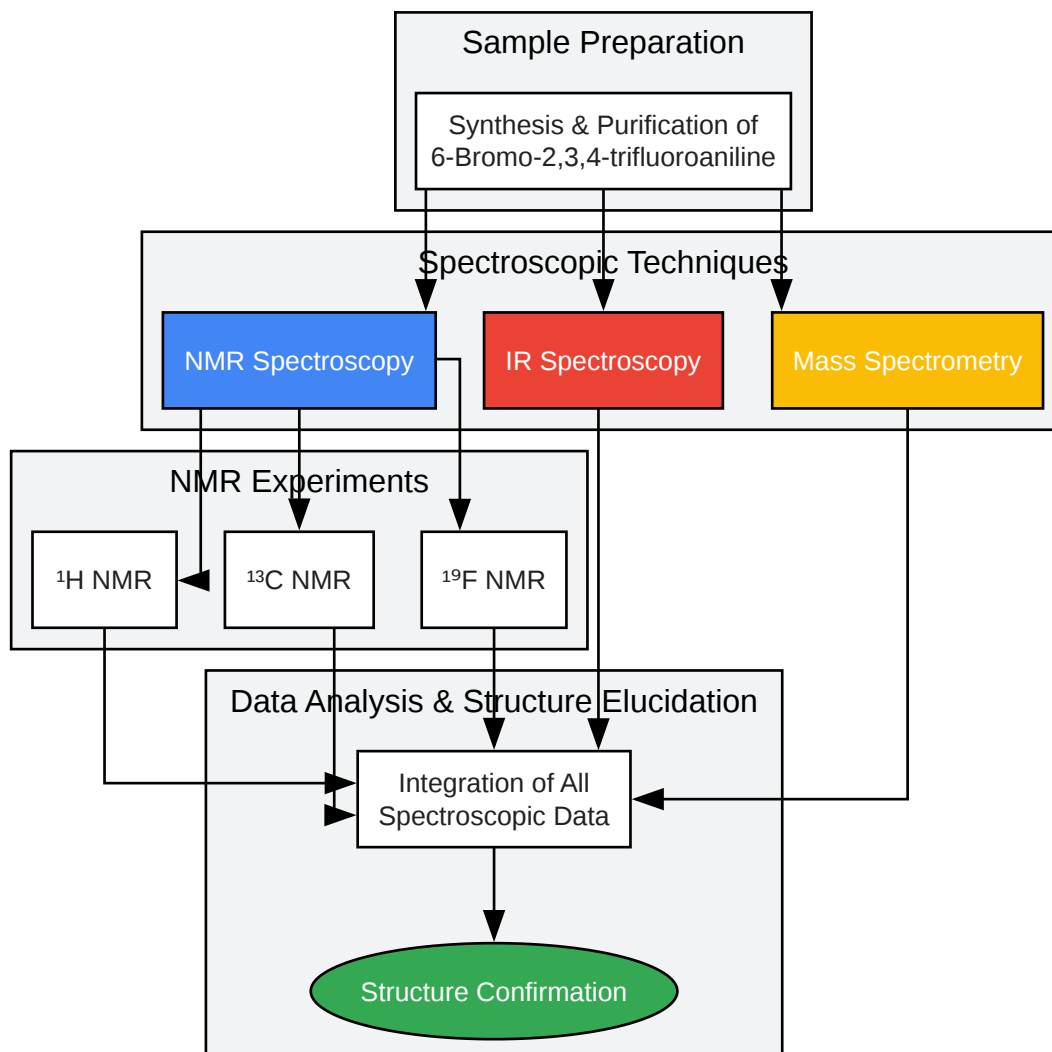 Sample Preparation
Synthesis & Purification of
6-Bromo-2,3,4-trifluoroaniline
Spectroscopic Techniques
NMR Spectroscopy
IR Spectroscopy
Mass Spectrometry
NMR Experiments
¹H NMR
¹³C NMR
¹⁹F NMR
Data Analysis & Structure Elucidation
Integration of All
Spectroscopic Data
Structure Confirmation